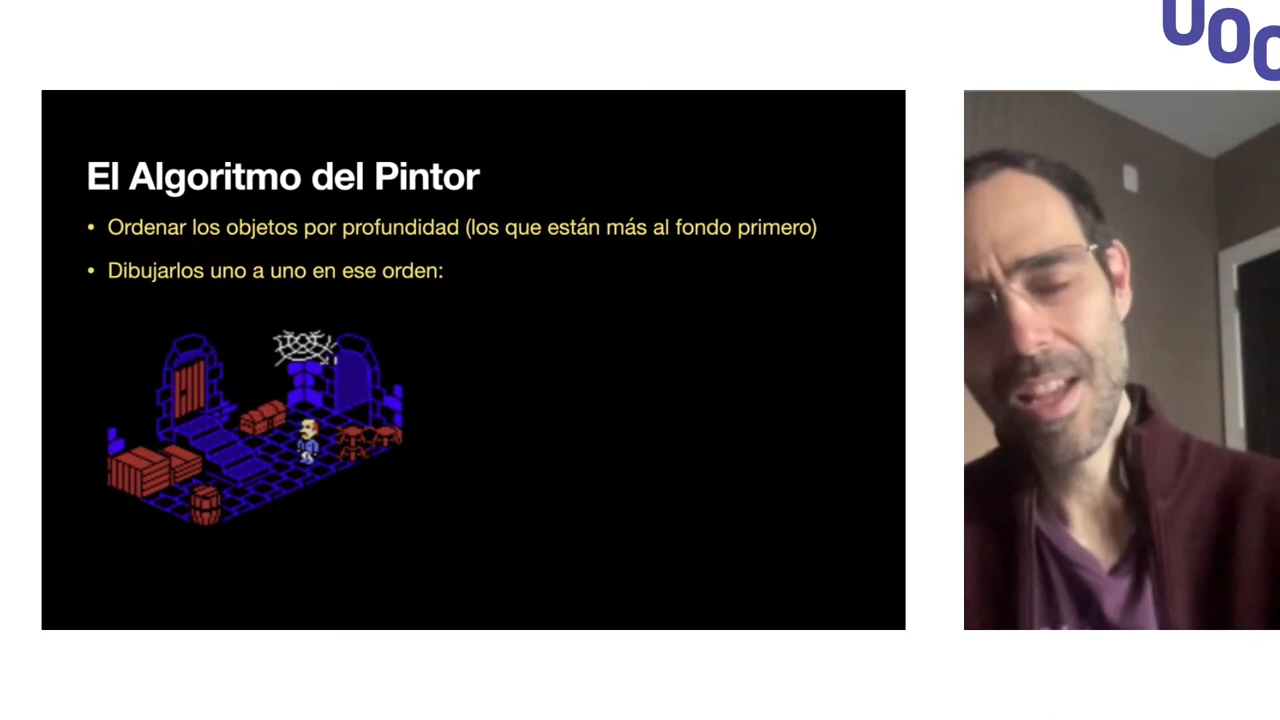 UOC
El Algoritmo del Pintor
• Ordenar los objetos por profundidad (los que están más al fondo primero)
• Dibujarlos uno a uno en ese orden: